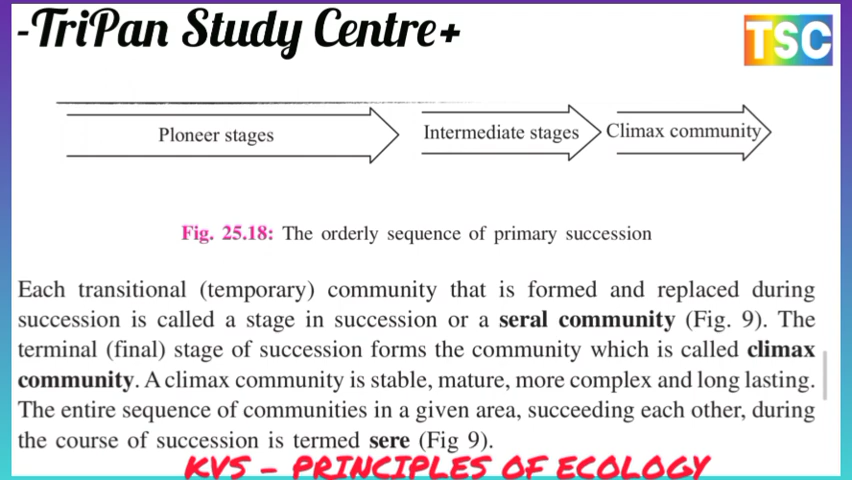 -TriPan Study Centre+
TSC
Ploneer stages
Intermediate stages
Climax community
Fig. 25.18: The orderly sequence of primary succession
Each transitional (temporary) community that is formed and replaced during
succession is called a stage in succession or a seral community (Fig. 9). The
terminal (final) stage of succession forms the community which is called climax
community. A climax community is stable, mature, more complex and long lasting.
The entire sequence of communities in a given area, succeeding each other, during
the course of succession is termed sere (Fig 9).
KVS - PRINCIPLES OF ECOLOGY